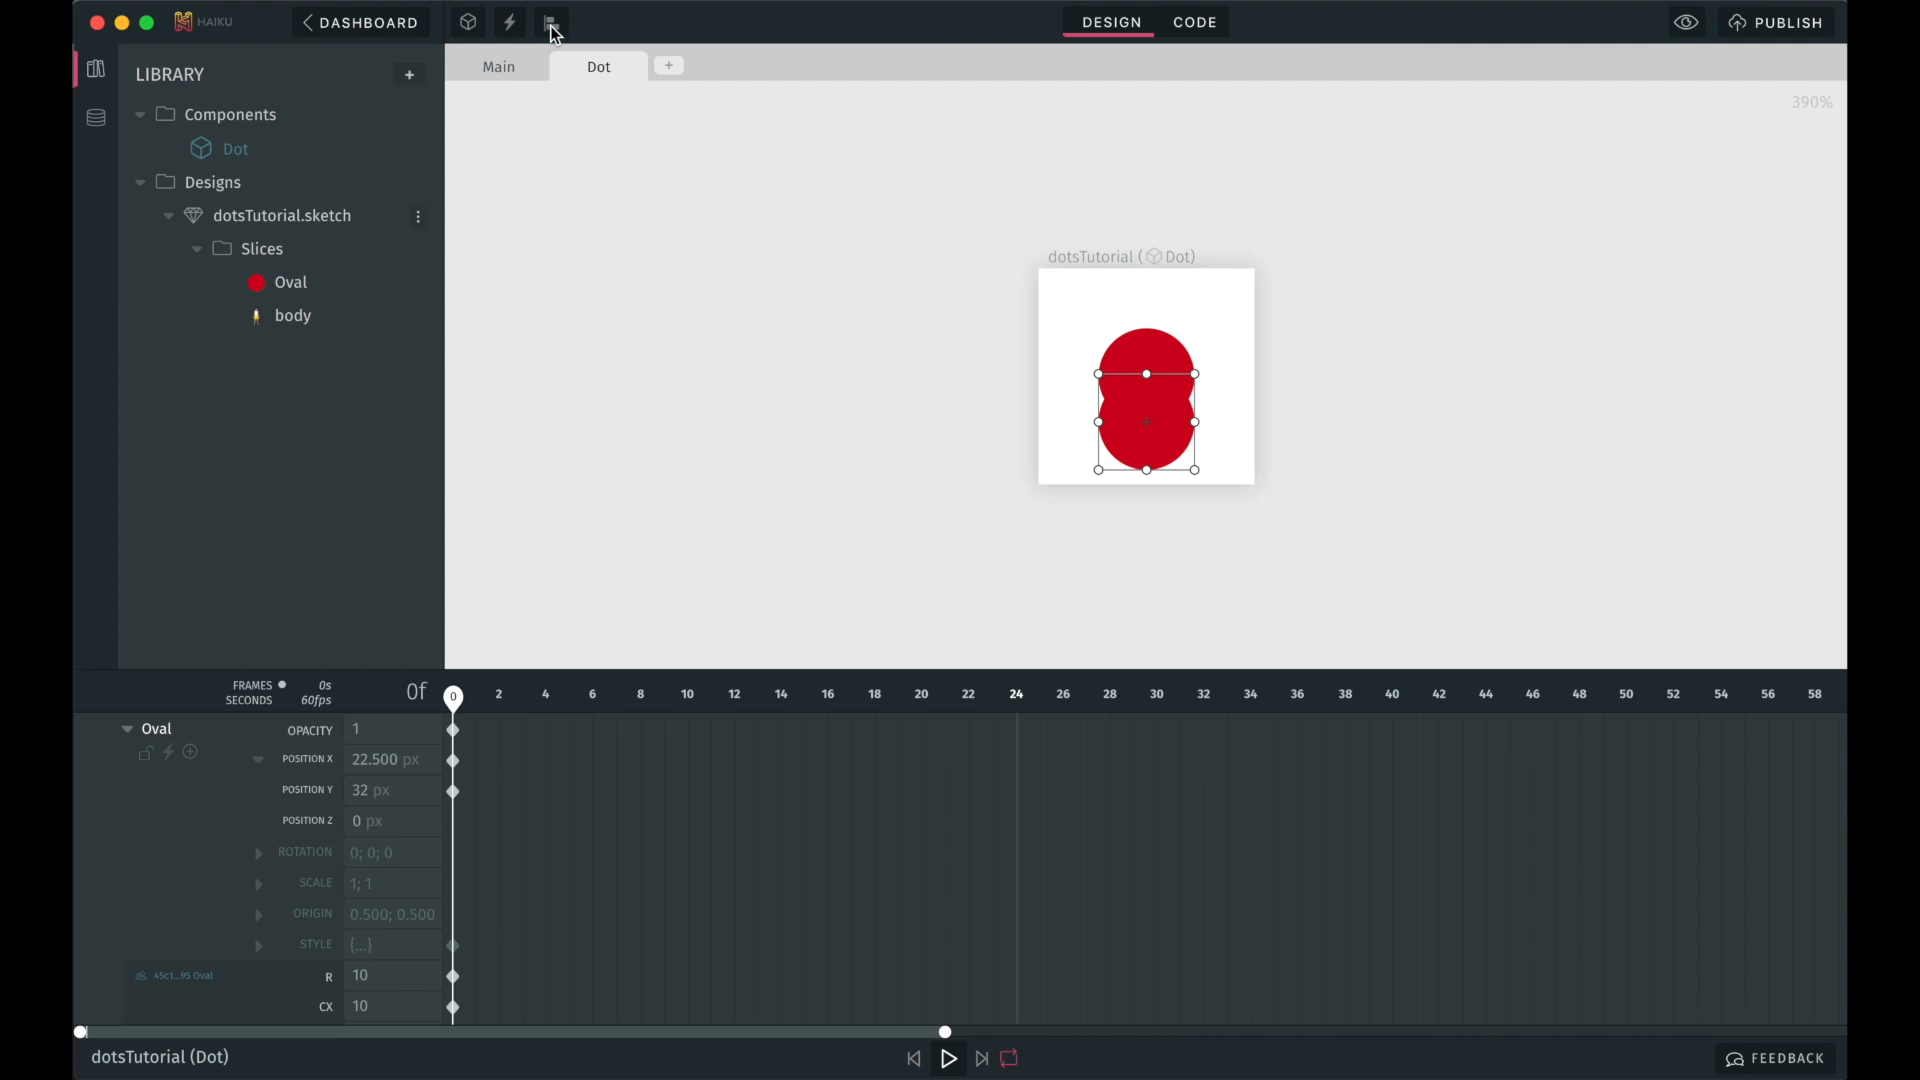 HAIKU
DASHBOARD
DESIGN
CODE
PUBLISH
LIBRARY
+
Main
Dot
+
390%
Components
Dot
Designs
dotsTutorial.sketch
Slices
Oval
body
dotsTutorial ( Dot)
FRAMES
SECONDS
0s
60fps
0f
0 2 4 6 8 10 12 14 16 18 20 22 24 26 28 30 32 34 36 38 40 42 44 46 48 50 52 54 56 58
Oval
OPACITY 1
POSITION X 22.500 px
POSITION Y 32 px
POSITION Z 0 px
ROTATION 0; 0; 0
SCALE 1; 1
ORIGIN 0.500; 0.500
STYLE {...}
45c1...95 Oval R 10
CX 10
dotsTutorial (Dot)
FEEDBACK